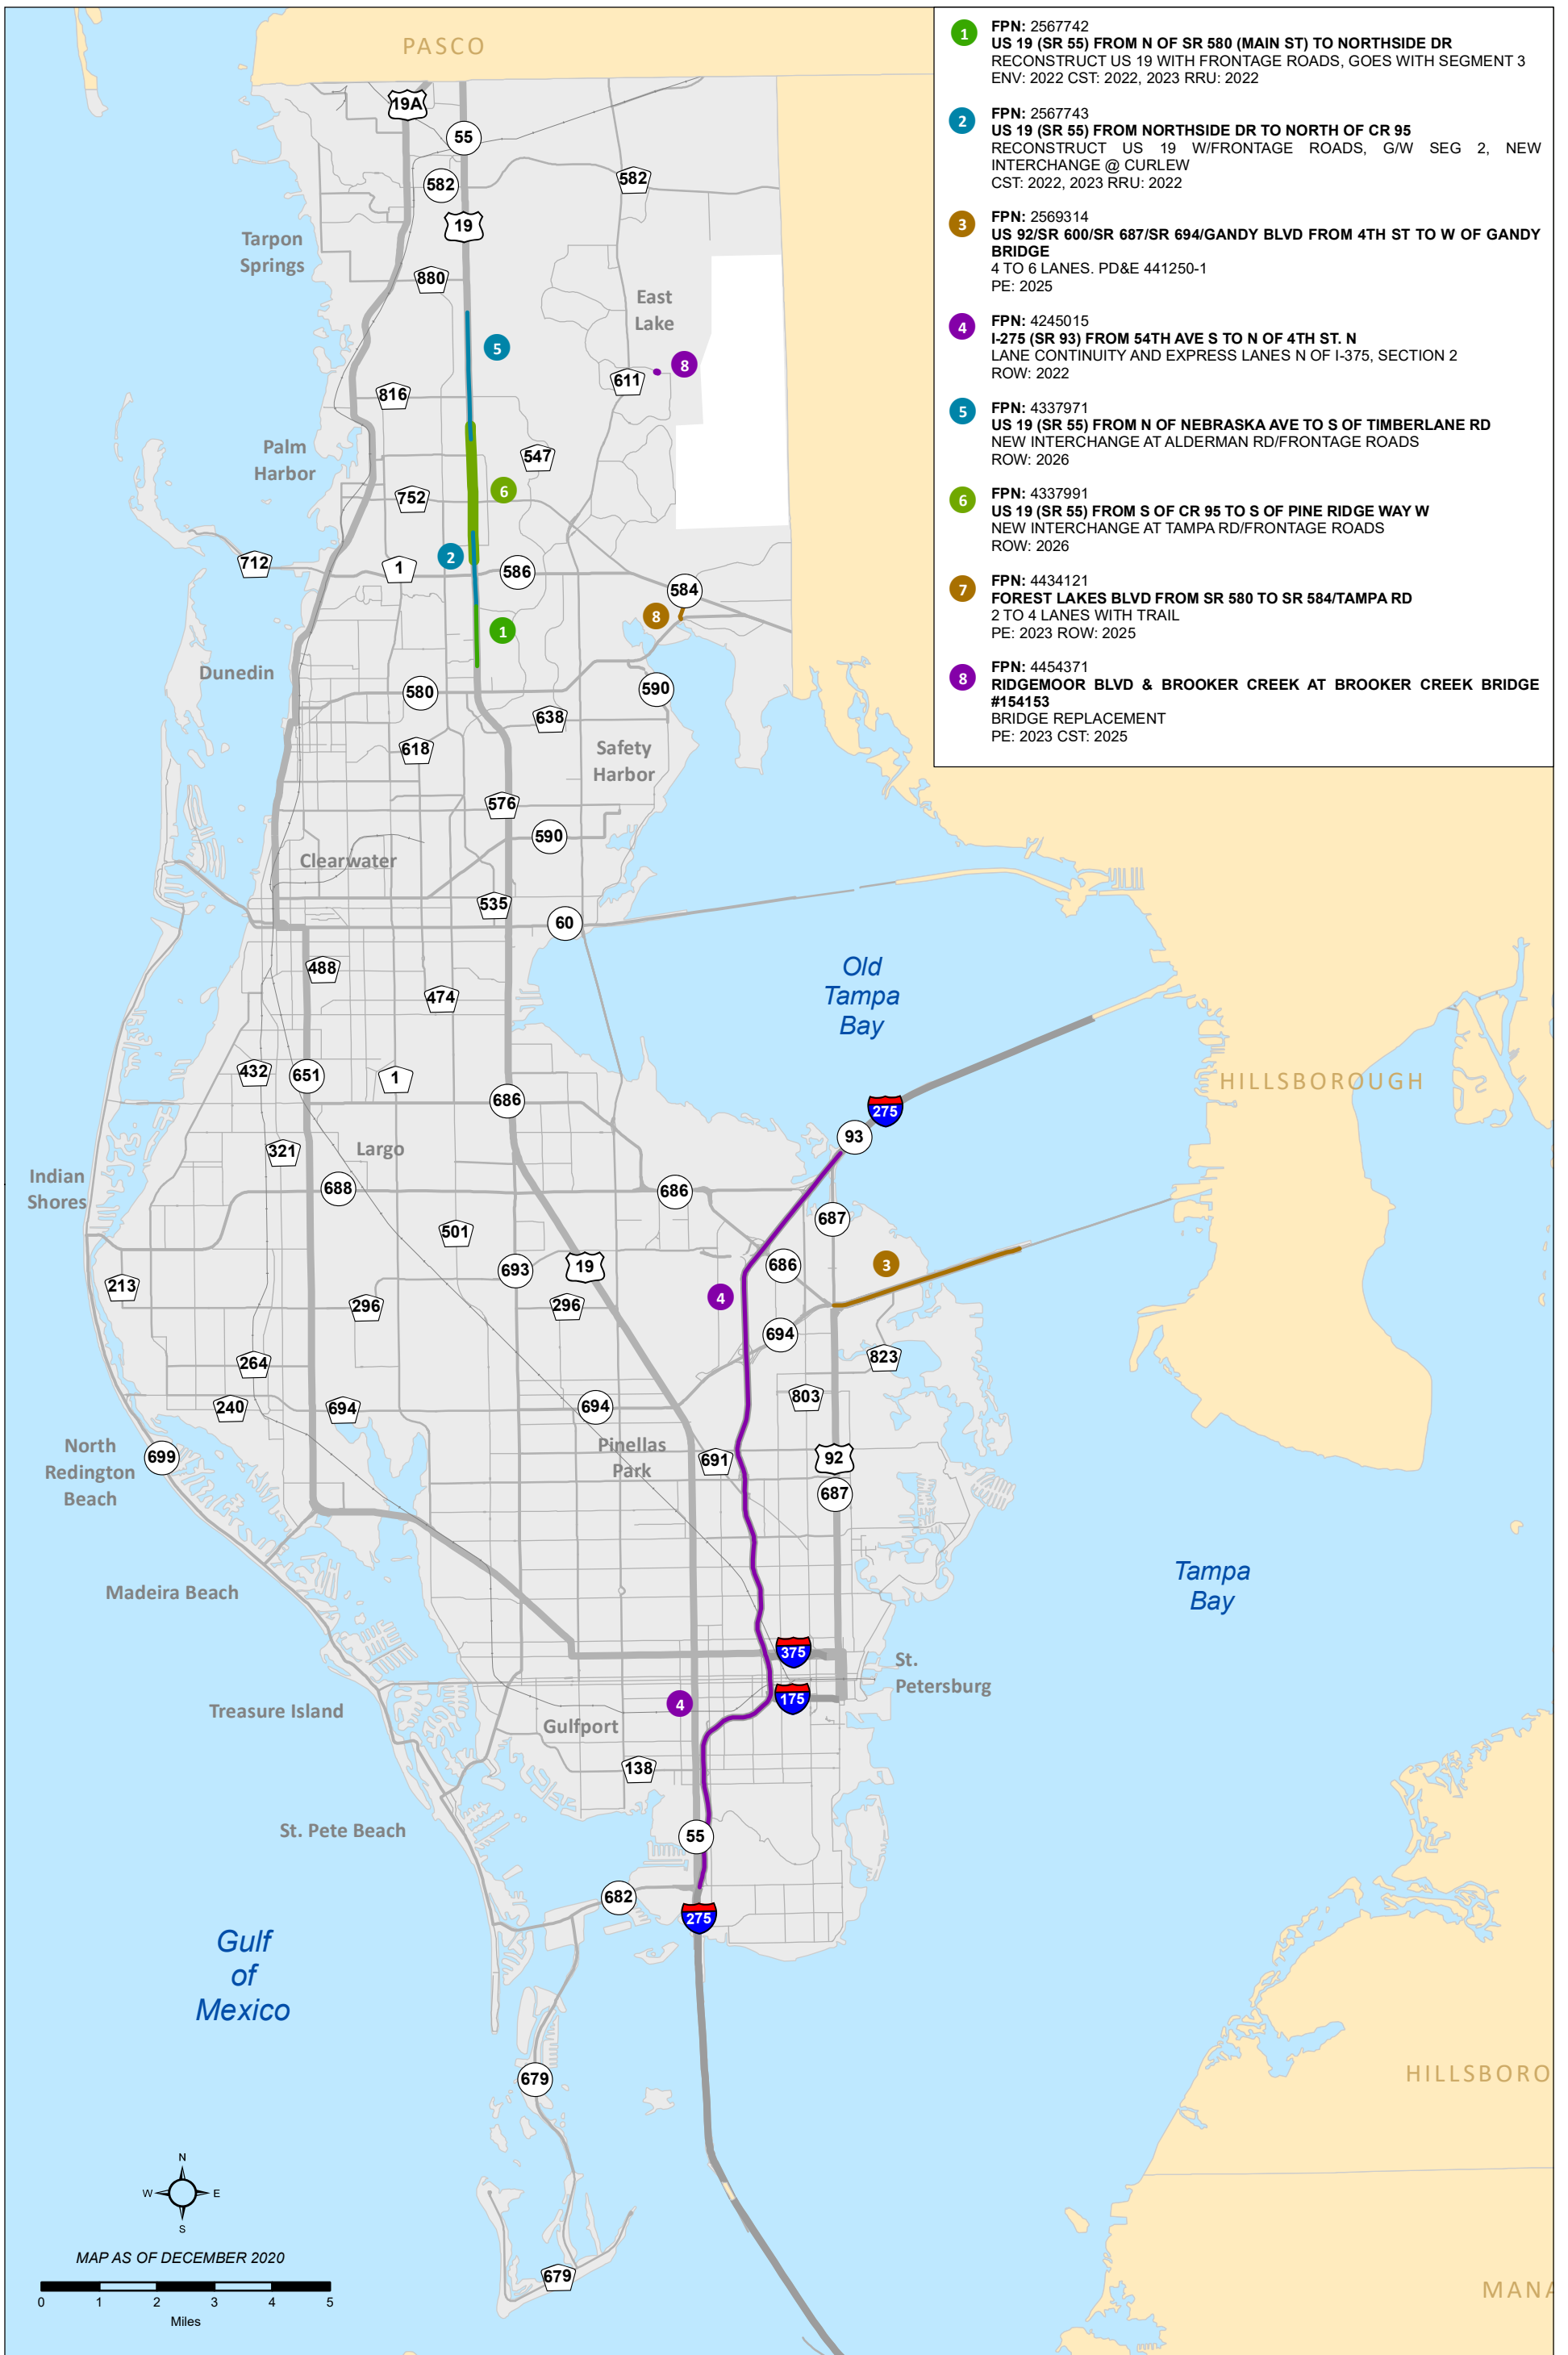 1
FPN: 2567742
US 19 (SR 55) FROM N OF SR 580 (MAIN ST) TO NORTHSIDE DR
RECONSTRUCT US 19 WITH FRONTAGE ROADS, GOES WITH SEGMENT 3
ENV: 2022 CST: 2022, 2023 RRU: 2022
2
FPN: 2567743
US 19 (SR 55) FROM NORTHSIDE DR TO NORTH OF CR 95
RECONSTRUCT US 19 W/FRONTAGE ROADS, G/W SEG 2, NEW
INTERCHANGE @ CURLEW
CST: 2022, 2023 RRU: 2022
3
FPN: 2569314
US 92/SR 600/SR 687/SR 694/GANDY BLVD FROM 4TH ST TO W OF GANDY
BRIDGE
4 TO 6 LANES. PD&E 441250-1
PE: 2025
4
FPN: 4245015
I-275 (SR 93) FROM 54TH AVE S TO N OF 4TH ST. N
LANE CONTINUITY AND EXPRESS LANES N OF I-375, SECTION 2
ROW: 2022
5
FPN: 4337971
US 19 (SR 55) FROM N OF NEBRASKA AVE TO S OF TIMBERLANE RD
NEW INTERCHANGE AT ALDERMAN RD/FRONTAGE ROADS
ROW: 2026
6
FPN: 4337991
US 19 (SR 55) FROM S OF CR 95 TO S OF PINE RIDGE WAY W
NEW INTERCHANGE AT TAMPA RD/FRONTAGE ROADS
ROW: 2026
7
FPN: 4434121
FOREST LAKES BLVD FROM SR 580 TO SR 584/TAMPA RD
2 TO 4 LANES WITH TRAIL
PE: 2023 ROW: 2025
8
FPN: 4454371
RIDGEMOOR BLVD & BROOKER CREEK AT BROOKER CREEK BRIDGE
#154153
BRIDGE REPLACEMENT
PE: 2023 CST: 2025
PASCO
19A
55
582
582
19
Tarpon
Springs
880
East
Lake
5
8
611
816
Palm
Harbor
547
752
6
712
1
2
586
584
8
1
Dunedin
580
590
638
618
Safety
Harbor
576
590
Clearwater
535
60
488
474
Old
Tampa
Bay
432
651
1
686
HILLSBOROUGH
275
93
321
Largo
Indian
Shores
688
686
687
501
693
19
686
3
213
296
296
4
694
823
264
803
240
694
694
North
Redington
Beach
699
Pinellas
Park
691
92
687
Madeira Beach
Tampa
Bay
375
St.
Petersburg
175
Treasure Island
4
Gulfport
138
St. Pete Beach
55
682
275
Gulf
of
Mexico
679
HILLSBORO
N
W
E
S
MAP AS OF DECEMBER 2020
679
0 1 2 3 4 5
Miles
MANA